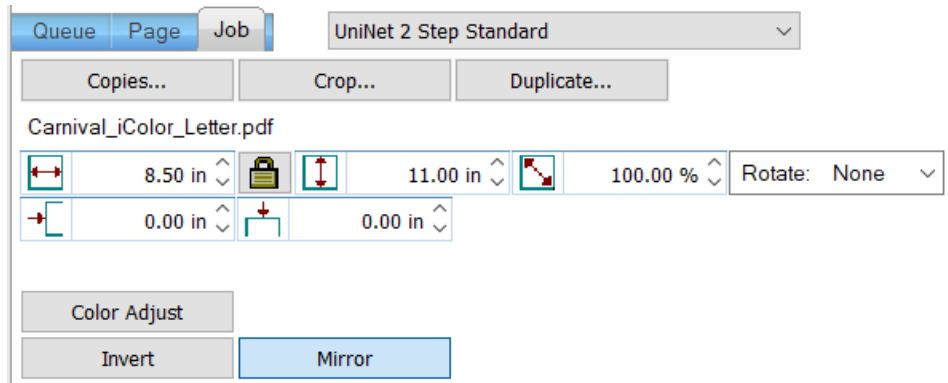 Queue Page Job UniNet 2 Step Standard
Copies... Crop... Duplicate...
Carnival_iColor_Letter.pdf
8.50 in 11.00 in 100.00 % Rotate: None
0.00 in 0.00 in
Color Adjust
Invert Mirror